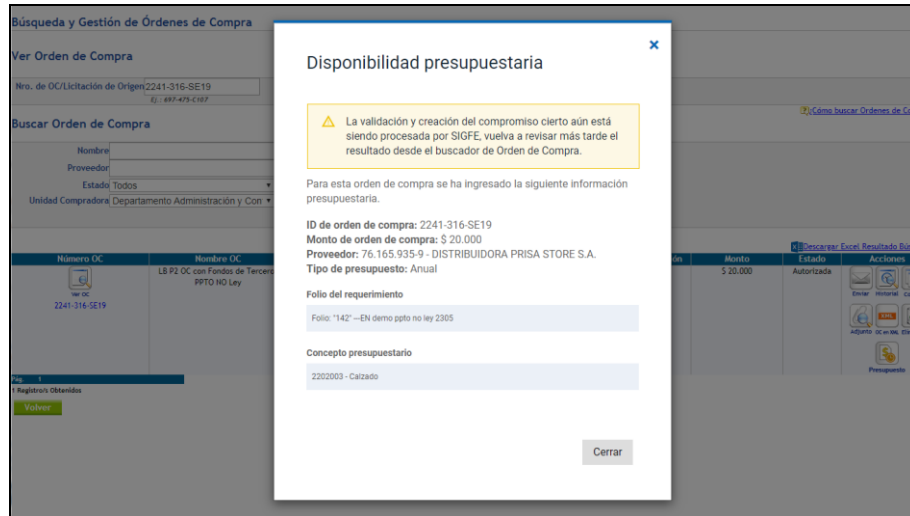 Búsqueda y Gestión de Órdenes de Compra
Ver Orden de Compra
Nro. de OC/Licitación de Origen 2241-316-SE19
Ej.: 697-475-C107
¿Cómo buscar Ordenes de Co
Buscar Orden de Compra
Nombre
Proveedor
Estado Todos
Unidad Compradora Departamento Administración y Con
Descargar Excel Resultado Bús
Número OC Nombre OC ón Monto Estado Acciones
Ver OC
2241-316-SE19
LB P2 OC con Fondos de Tercero
PPTO NO Ley
$ 20.000 Autorizada
Enviar Historial
Adjunto OC en XML
Presupuesto
Pág. 1
1 Registro/s Obtenidos
Volver
×
Disponibilidad presupuestaria
La validación y creación del compromiso cierto aún está
siendo procesada por SIGFE, vuelva a revisar más tarde el
resultado desde el buscador de Orden de Compra.
Para esta orden de compra se ha ingresado la siguiente información
presupuestaria.
ID de orden de compra: 2241-316-SE19
Monto de orden de compra: $ 20.000
Proveedor: 76.165.935-9 - DISTRIBUIDORA PRISA STORE S.A.
Tipo de presupuesto: Anual
Folio del requerimiento
Folio: "142" ---EN demo ppto no ley 2305
Concepto presupuestario
2202003 - Calzado
Cerrar